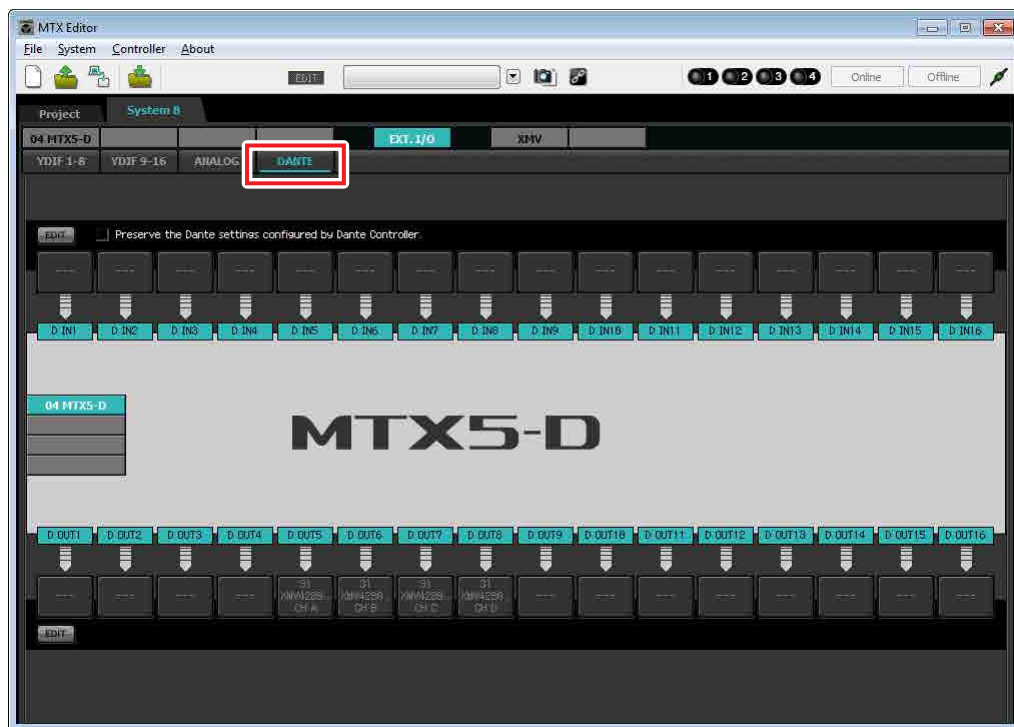 MTX Editor
File System Controller About
EDIT 1 2 3 4 Online Offline
Project System B
04 MTX5-D EXT. I/O XMV
YDIF 1-8 YDIF 9-16 ANALOG DANTE
EDIT Preserve the Dante settings configured by Dante Controller.
--- --- --- --- --- --- --- --- --- --- --- --- --- --- --- ---
D IN1 D IN2 D IN3 D IN4 D IN5 D IN6 D IN7 D IN8 D IN9 D IN10 D IN11 D IN12 D IN13 D IN14 D IN15 D IN16
04 MTX5-D
MTX5-D
D OUT1 D OUT2 D OUT3 D OUT4 D OUT5 D OUT6 D OUT7 D OUT8 D OUT9 D OUT10 D OUT11 D OUT12 D OUT13 D OUT14 D OUT15 D OUT16
31 31 31 31
--- --- --- --- XMV4280... XMV4280... XMV4280... XMV4280... --- --- --- --- --- --- --- ---
CH A CH B CH C CH D
EDIT